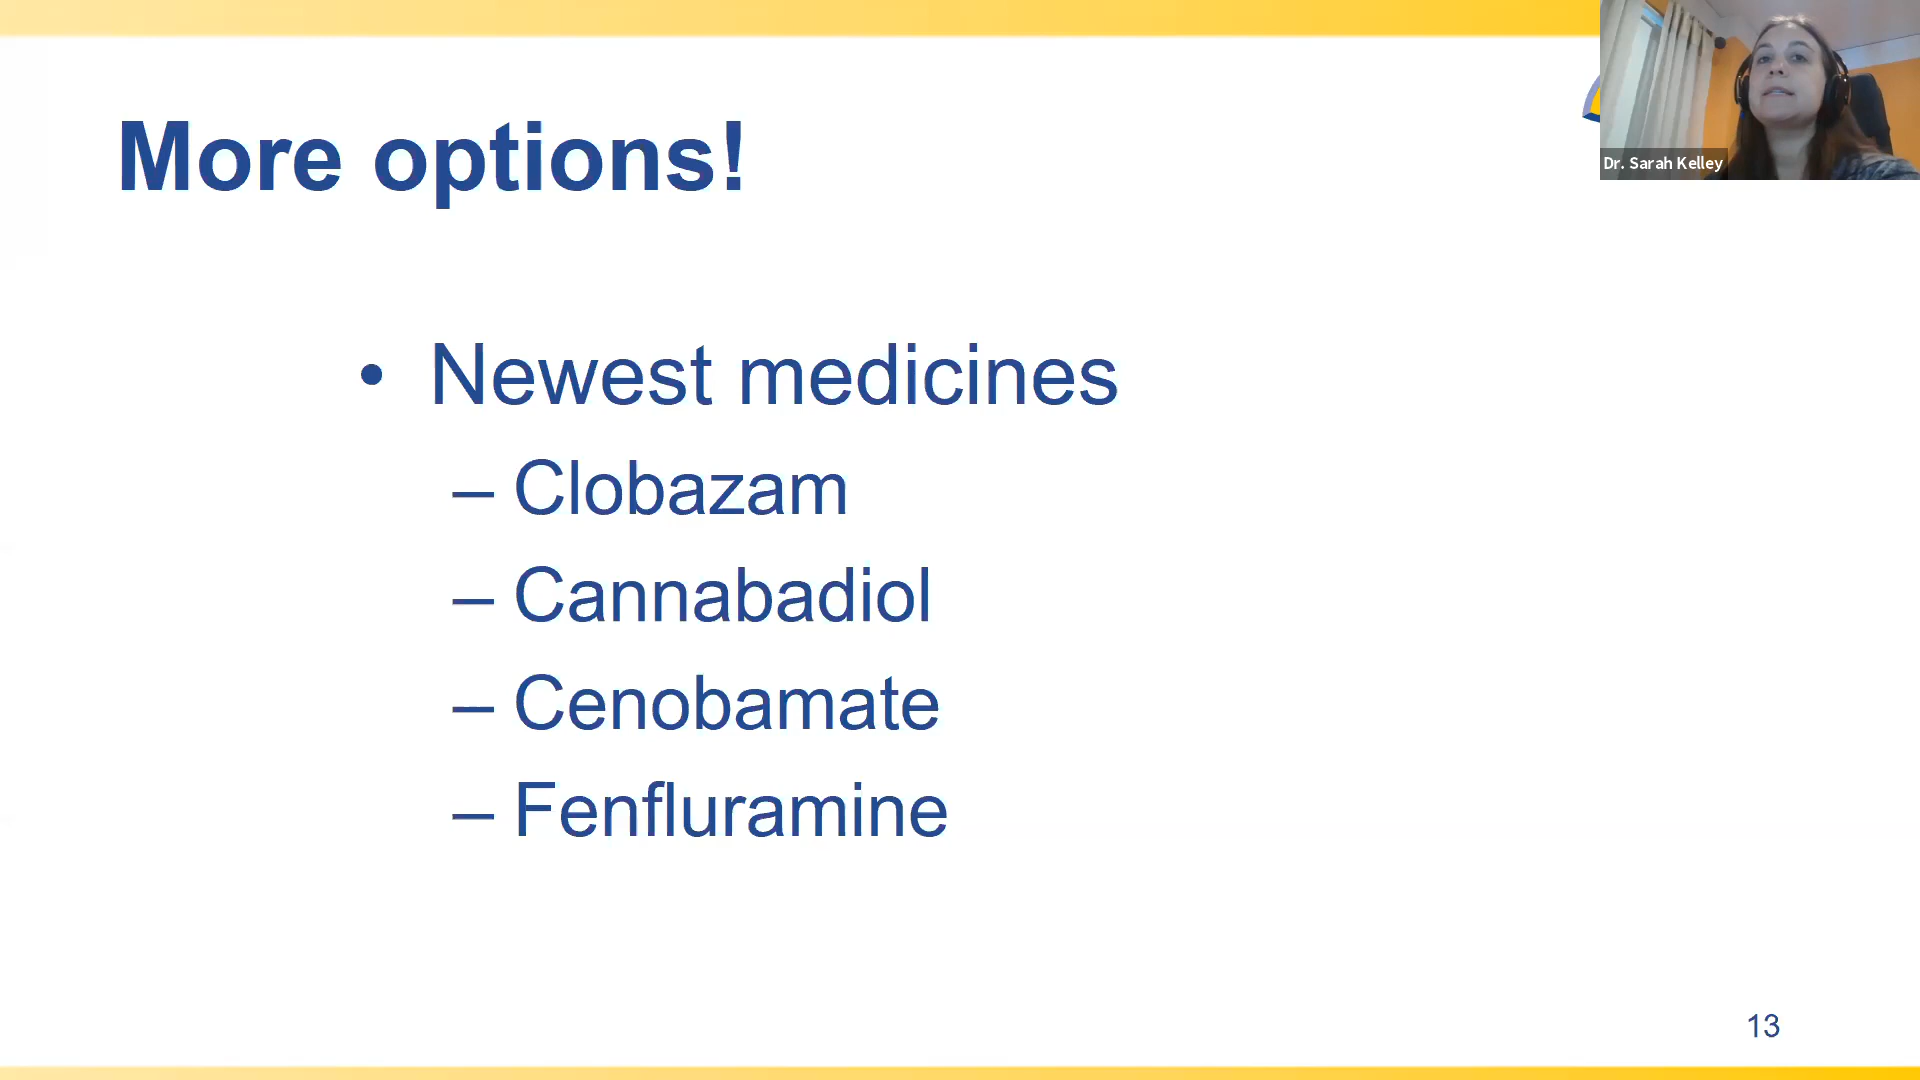 More options!
Dr. Sarah Kelley
• Newest medicines
– Clobazam
– Cannabadiol
– Cenobamate
– Fenfluramine
13